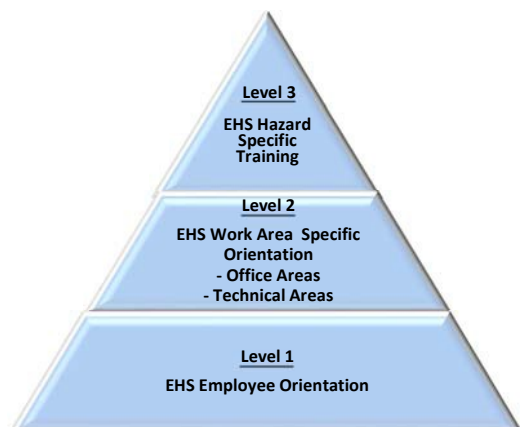 Level 3
EHS Hazard
Specific
Training
Level 2
EHS Work Area Specific
Orientation
- Office Areas
- Technical Areas
Level 1
EHS Employee Orientation